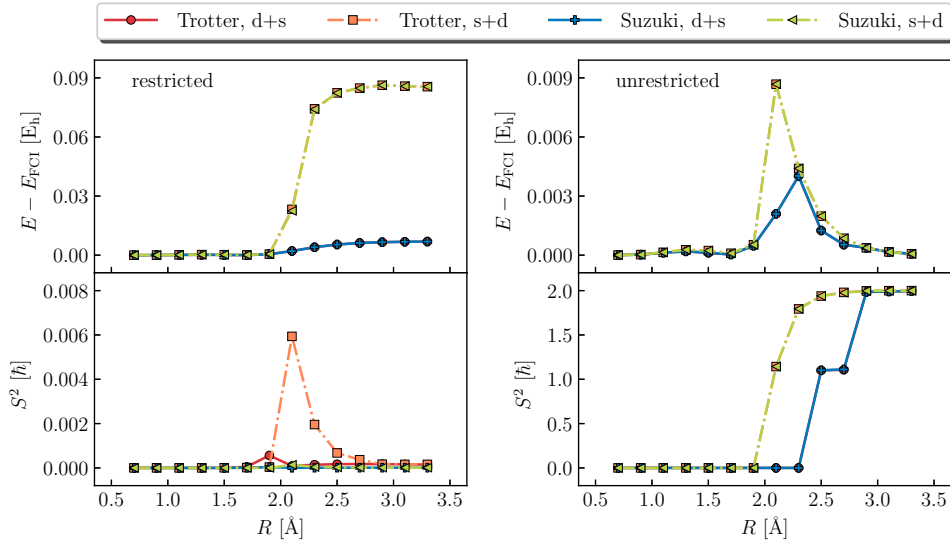 Trotter, d+s Trotter, s+d Suzuki, d+s Suzuki, s+d
restricted
E − E_FCI [E_h]
0.09
0.06
0.03
0.00
unrestricted
E − E_FCI [E_h]
0.009
0.006
0.003
0.000
S² [ħ]
0.008
0.006
0.004
0.002
0.000
0.5 1.0 1.5 2.0 2.5 3.0 3.5
R [Å]
S² [ħ]
2.0
1.5
1.0
0.5
0.0
0.5 1.0 1.5 2.0 2.5 3.0 3.5
R [Å]